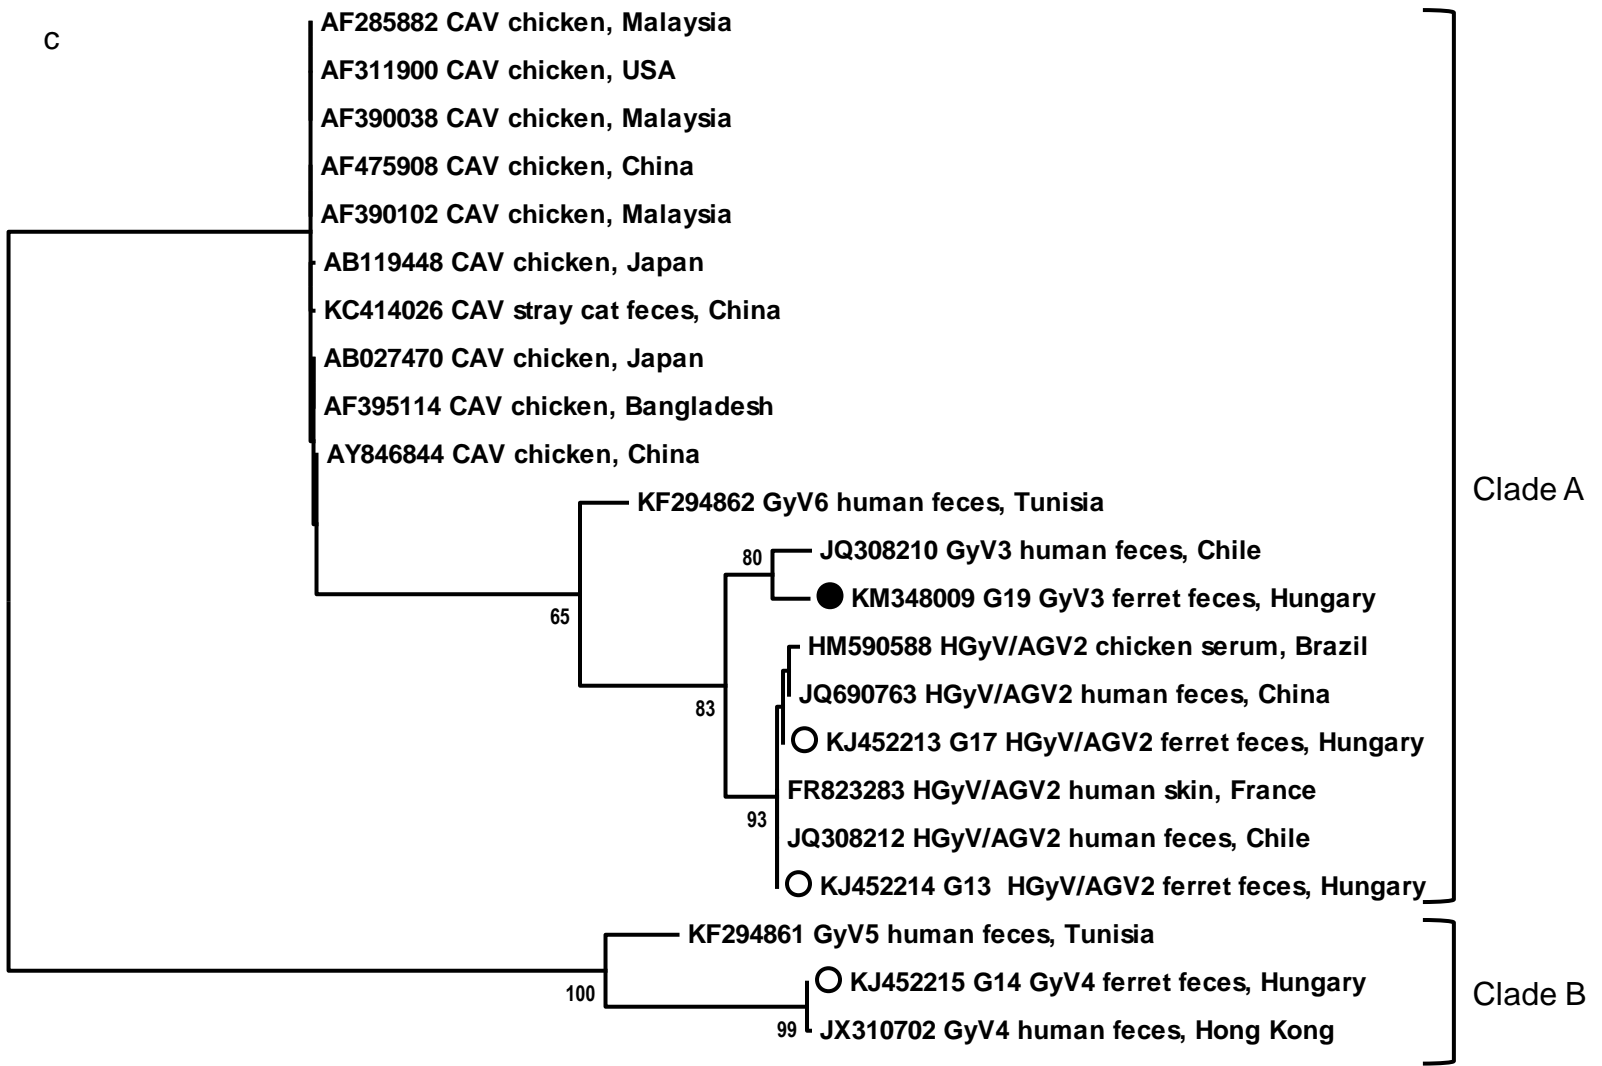 c
AF285882 CAV chicken, Malaysia
AF311900 CAV chicken, USA
AF390038 CAV chicken, Malaysia
AF475908 CAV chicken, China
AF390102 CAV chicken, Malaysia
AB119448 CAV chicken, Japan
KC414026 CAV stray cat feces, China
AB027470 CAV chicken, Japan
AF395114 CAV chicken, Bangladesh
AY846844 CAV chicken, China
Clade A
KF294862 GyV6 human feces, Tunisia
80
JQ308210 GyV3 human feces, Chile
KM348009 G19 GyV3 ferret feces, Hungary
65
HM590588 HGyV/AGV2 chicken serum, Brazil
JQ690763 HGyV/AGV2 human feces, China
83
KJ452213 G17 HGyV/AGV2 ferret feces, Hungary
FR823283 HGyV/AGV2 human skin, France
93
JQ308212 HGyV/AGV2 human feces, Chile
KJ452214 G13 HGyV/AGV2 ferret feces, Hungary
KF294861 GyV5 human feces, Tunisia
KJ452215 G14 GyV4 ferret feces, Hungary
100
Clade B
99
JX310702 GyV4 human feces, Hong Kong